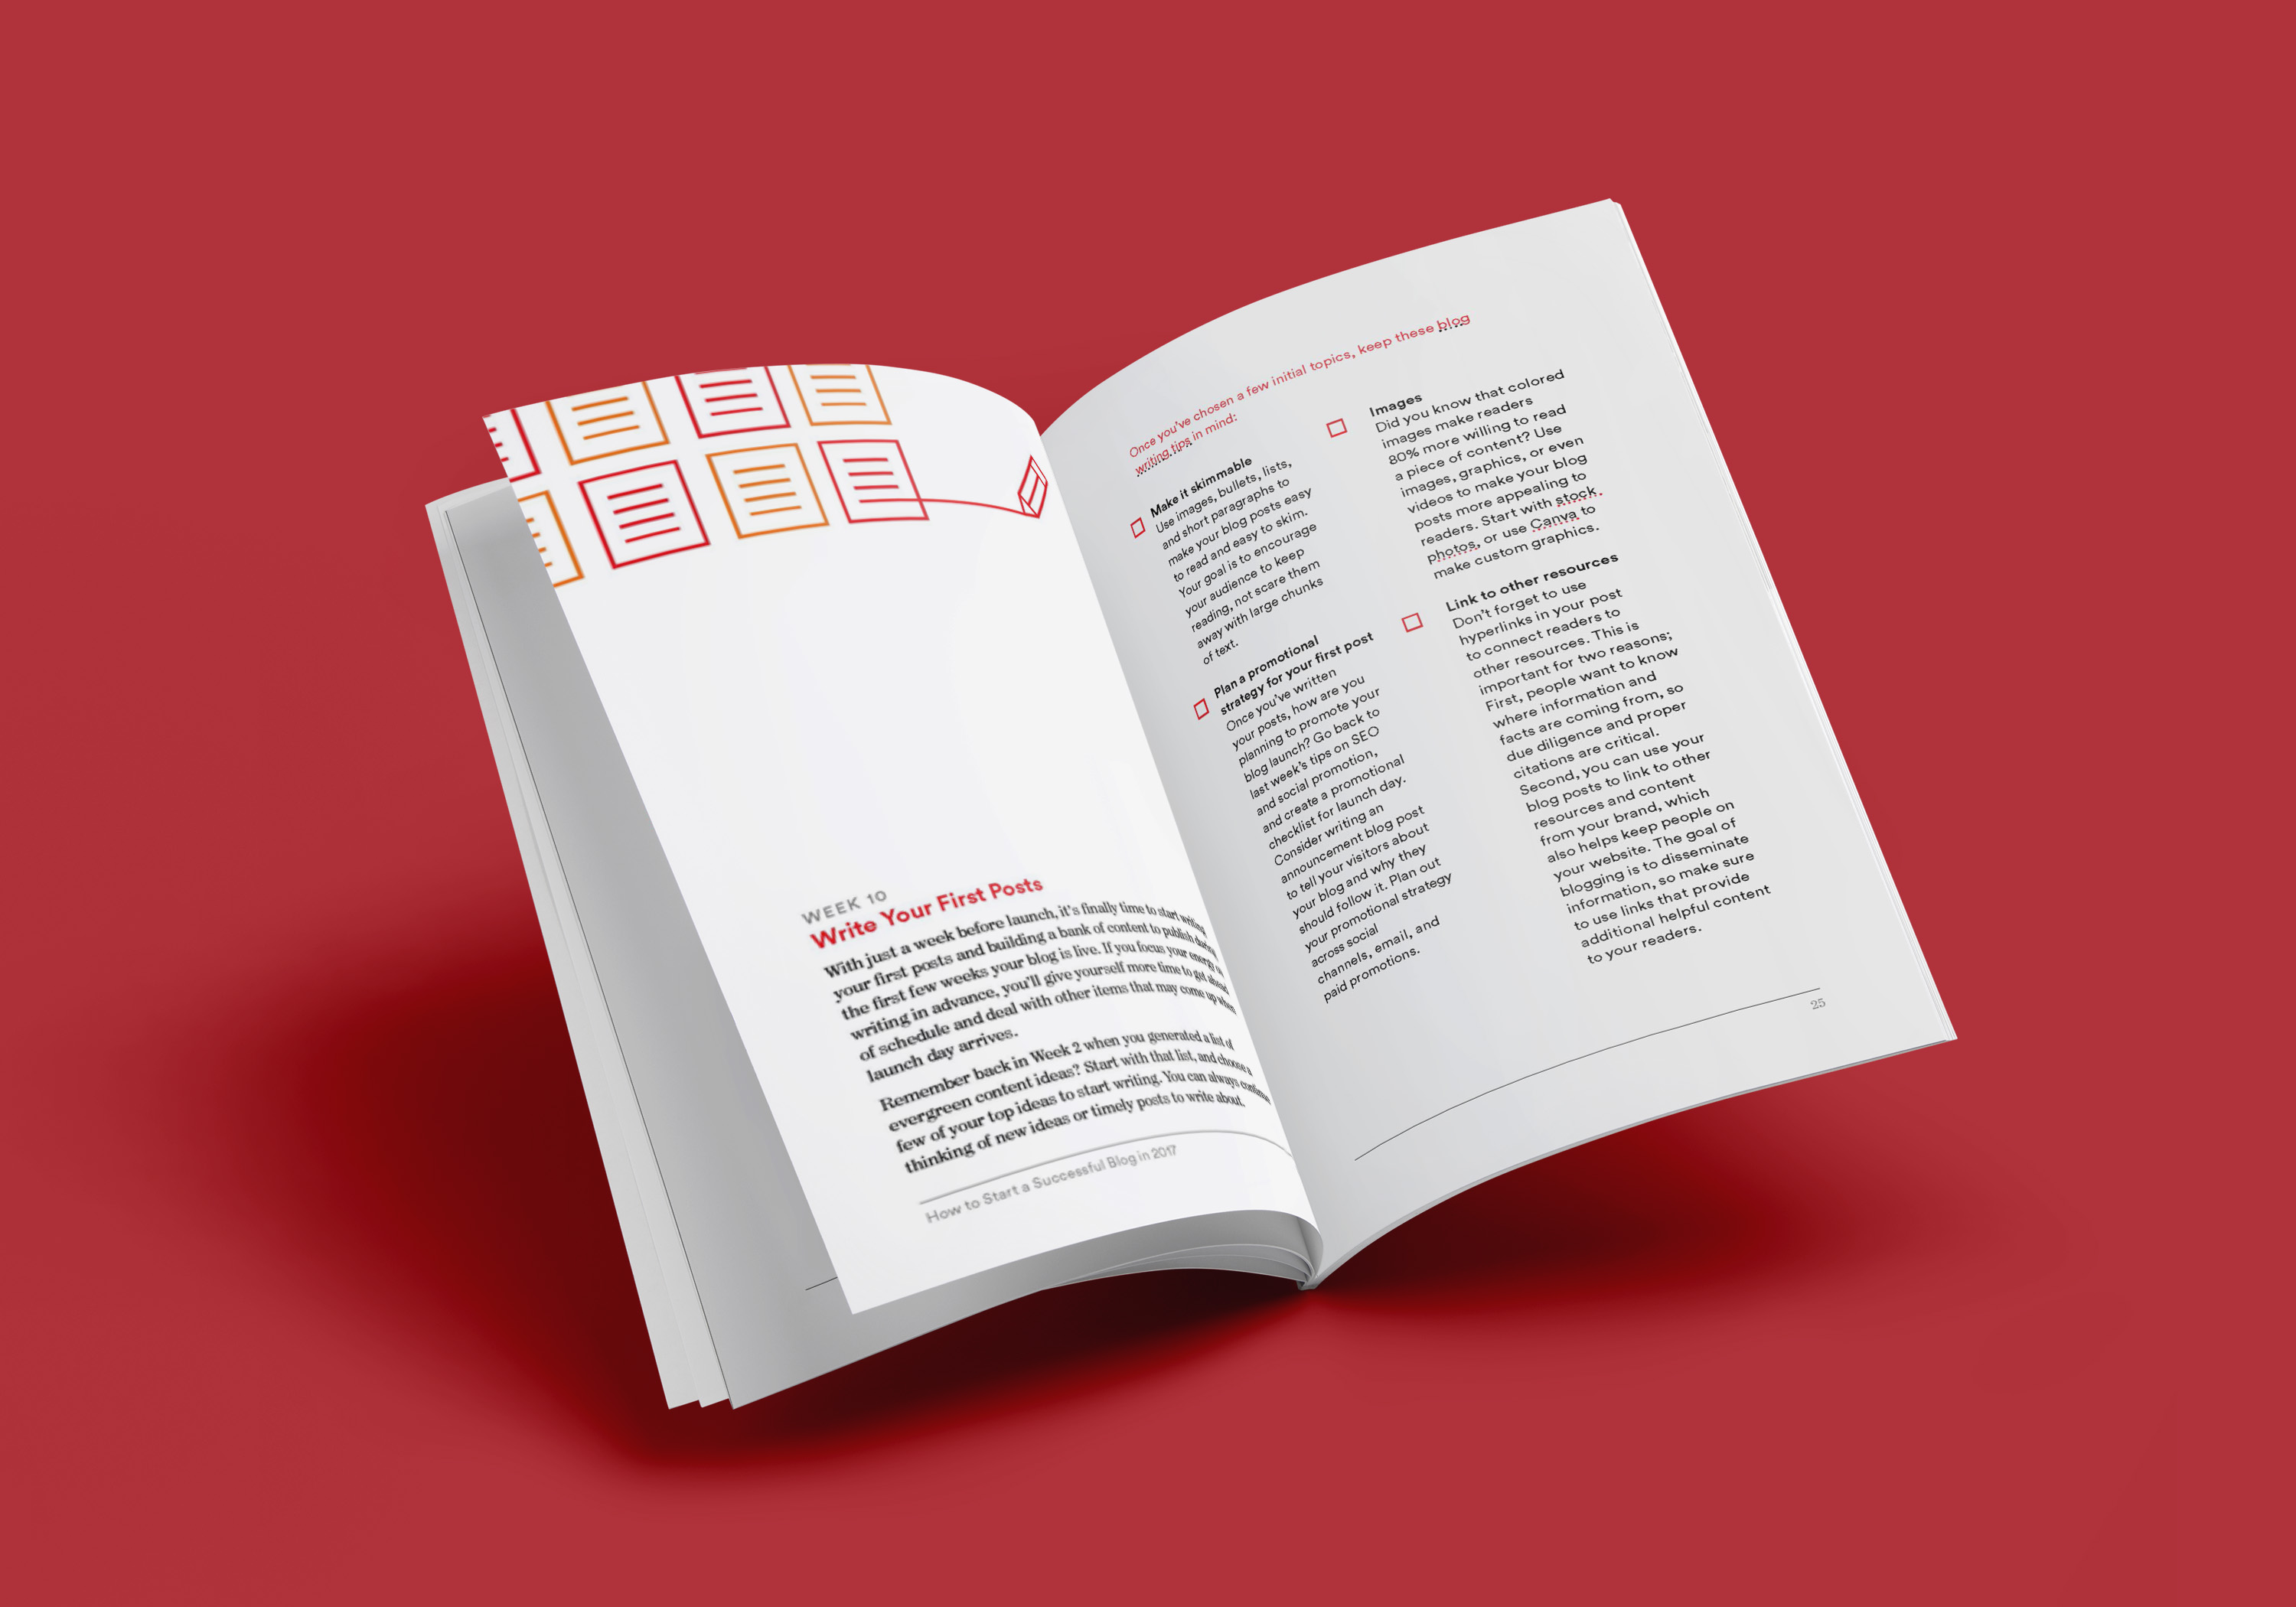 WEEK 10
Write Your First Posts
With just a week before launch, it's finally time to start writing
your first posts and building a bank of content to publish during
the first few weeks your blog is live. If you focus your energy on
writing in advance, you'll give yourself more time to get ahead
of schedule and deal with other items that may come up when
launch day arrives.
Remember back in Week 2 when you generated a list of
evergreen content ideas? Start with that list, and choose a
few of your top ideas to start writing. You can always continue
thinking of new ideas or timely posts to write about.
How to Start a Successful Blog in 2017
Once you've chosen a few initial topics, keep these blog
writing tips in mind:
Make it skimmable
Use images, bullets, lists,
and short paragraphs to
make your blog posts easy
to read and easy to skim.
Your goal is to encourage
your audience to keep
reading, not scare them
away with large chunks
of text.
Plan a promotional
strategy for your first post
Once you've written
your posts, how are you
planning to promote your
blog launch? Go back to
last week's tips on SEO
and social promotion,
and create a promotional
checklist for launch day.
Consider writing an
announcement blog post
to tell your visitors about
your blog and why they
should follow it. Plan out
your promotional strategy
across social
channels, email, and
paid promotions.
Images
Did you know that colored
images make readers
80% more willing to read
a piece of content? Use
images, graphics, or even
videos to make your blog
posts more appealing to
readers. Start with stock
photos, or use Canva to
make custom graphics.
Link to other resources
Don't forget to use
hyperlinks in your post
to connect readers to
other resources. This is
important for two reasons;
First, people want to know
where information and
facts are coming from, so
due diligence and proper
citations are critical.
Second, you can use your
blog posts to link to other
resources and content
from your brand, which
also helps keep people on
your website. The goal of
blogging is to disseminate
information, so make sure
to use links that provide
additional helpful content
to your readers.
25